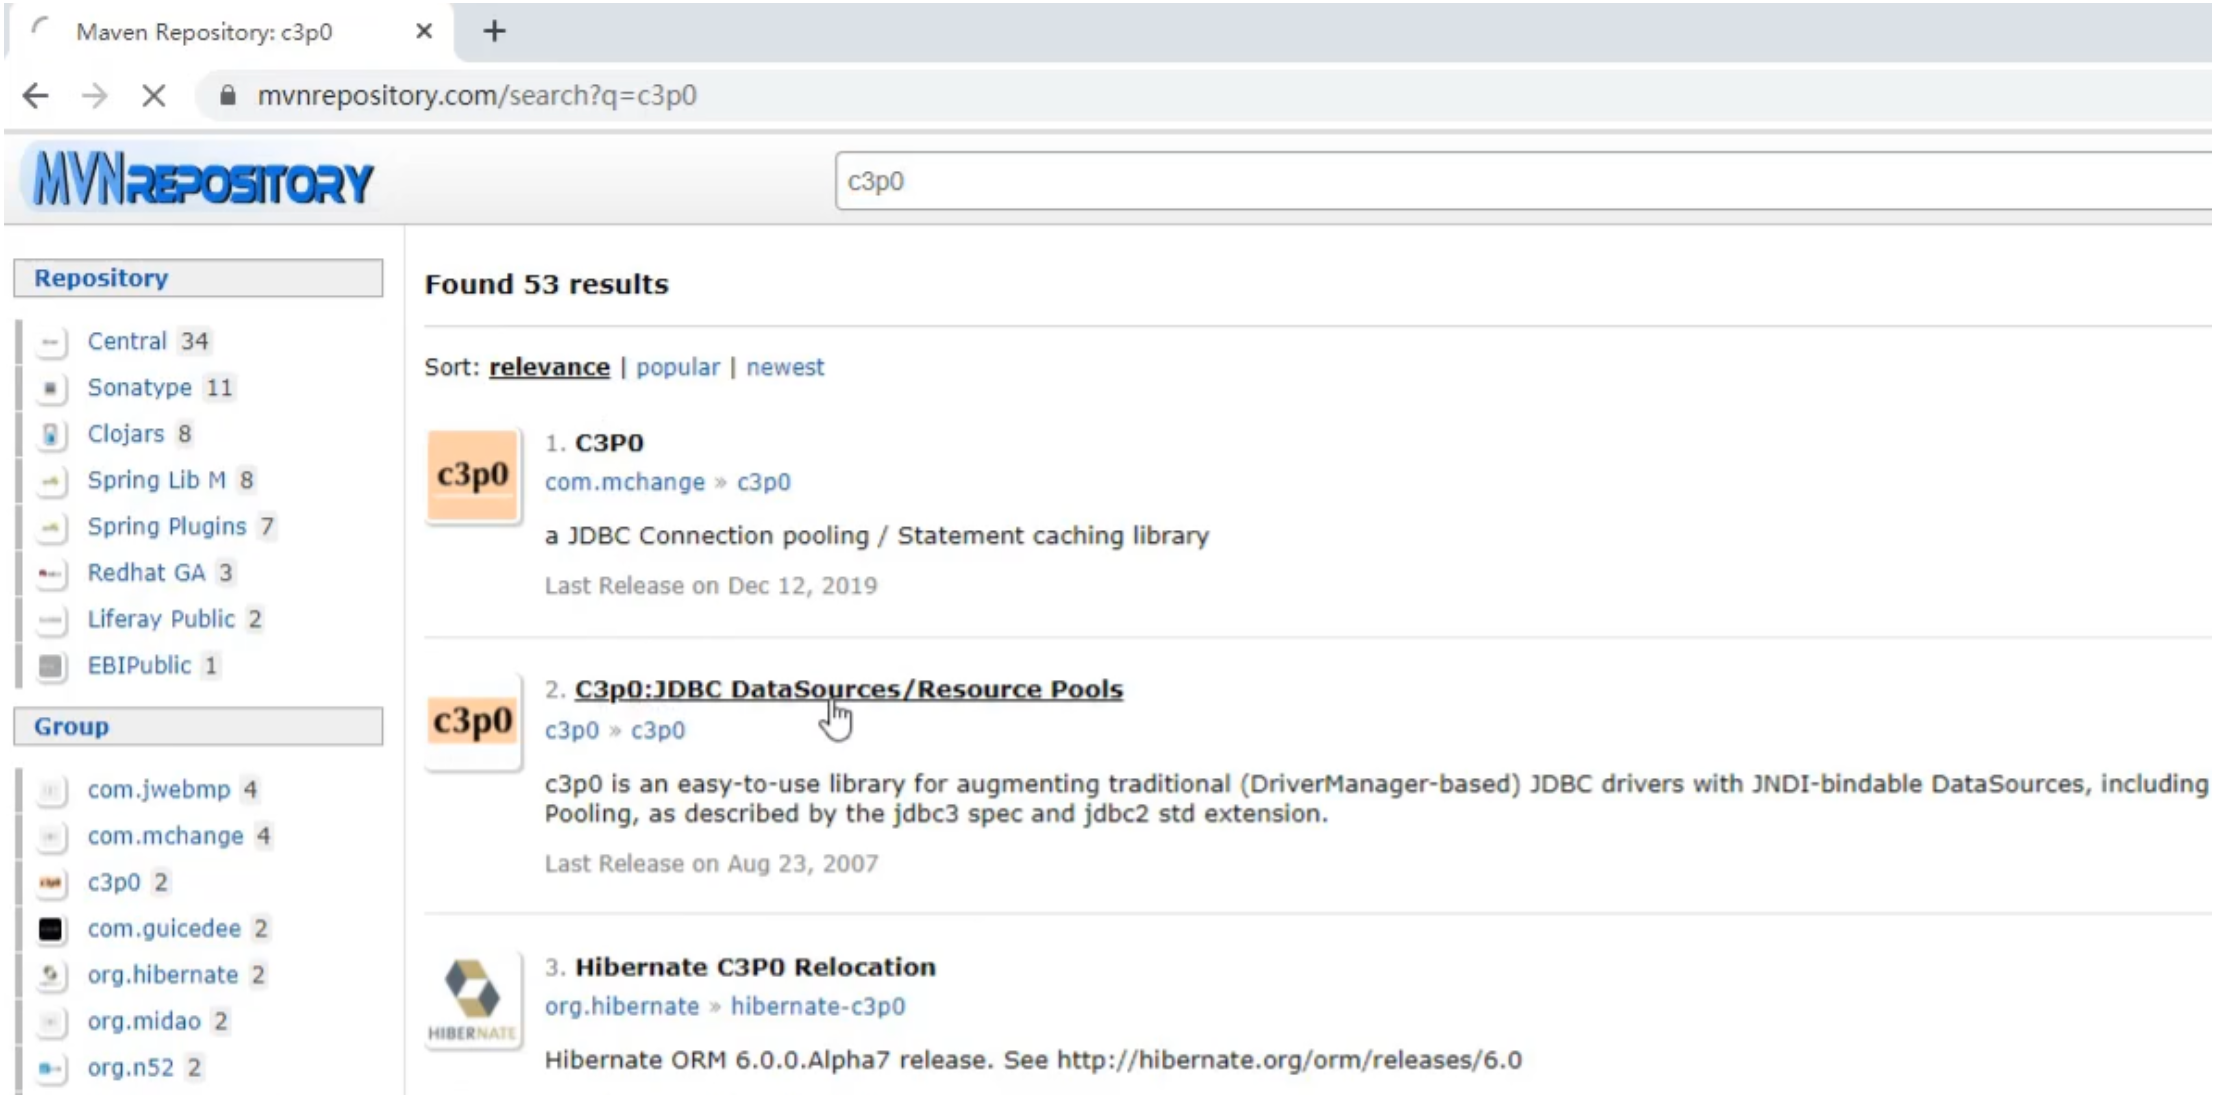 Maven Repository: c3p0
mvnrepository.com/search?q=c3p0
MVNREPOSITORY
c3p0
Repository
Central 34
Sonatype 11
Clojars 8
Spring Lib M 8
Spring Plugins 7
Redhat GA 3
Liferay Public 2
EBIPublic 1
Group
com.jwebmp 4
com.mchange 4
c3p0 2
com.guicedee 2
org.hibernate 2
org.midao 2
org.n52 2
Found 53 results
Sort: relevance | popular | newest
c3p0
1. C3P0
com.mchange » c3p0
a JDBC Connection pooling / Statement caching library
Last Release on Dec 12, 2019
c3p0
2. C3p0:JDBC DataSources/Resource Pools
c3p0 » c3p0
c3p0 is an easy-to-use library for augmenting traditional (DriverManager-based) JDBC drivers with JNDI-bindable DataSources, including
Pooling, as described by the jdbc3 spec and jdbc2 std extension.
Last Release on Aug 23, 2007
HIBERNATE
3. Hibernate C3P0 Relocation
org.hibernate » hibernate-c3p0
Hibernate ORM 6.0.0.Alpha7 release. See http://hibernate.org/orm/releases/6.0